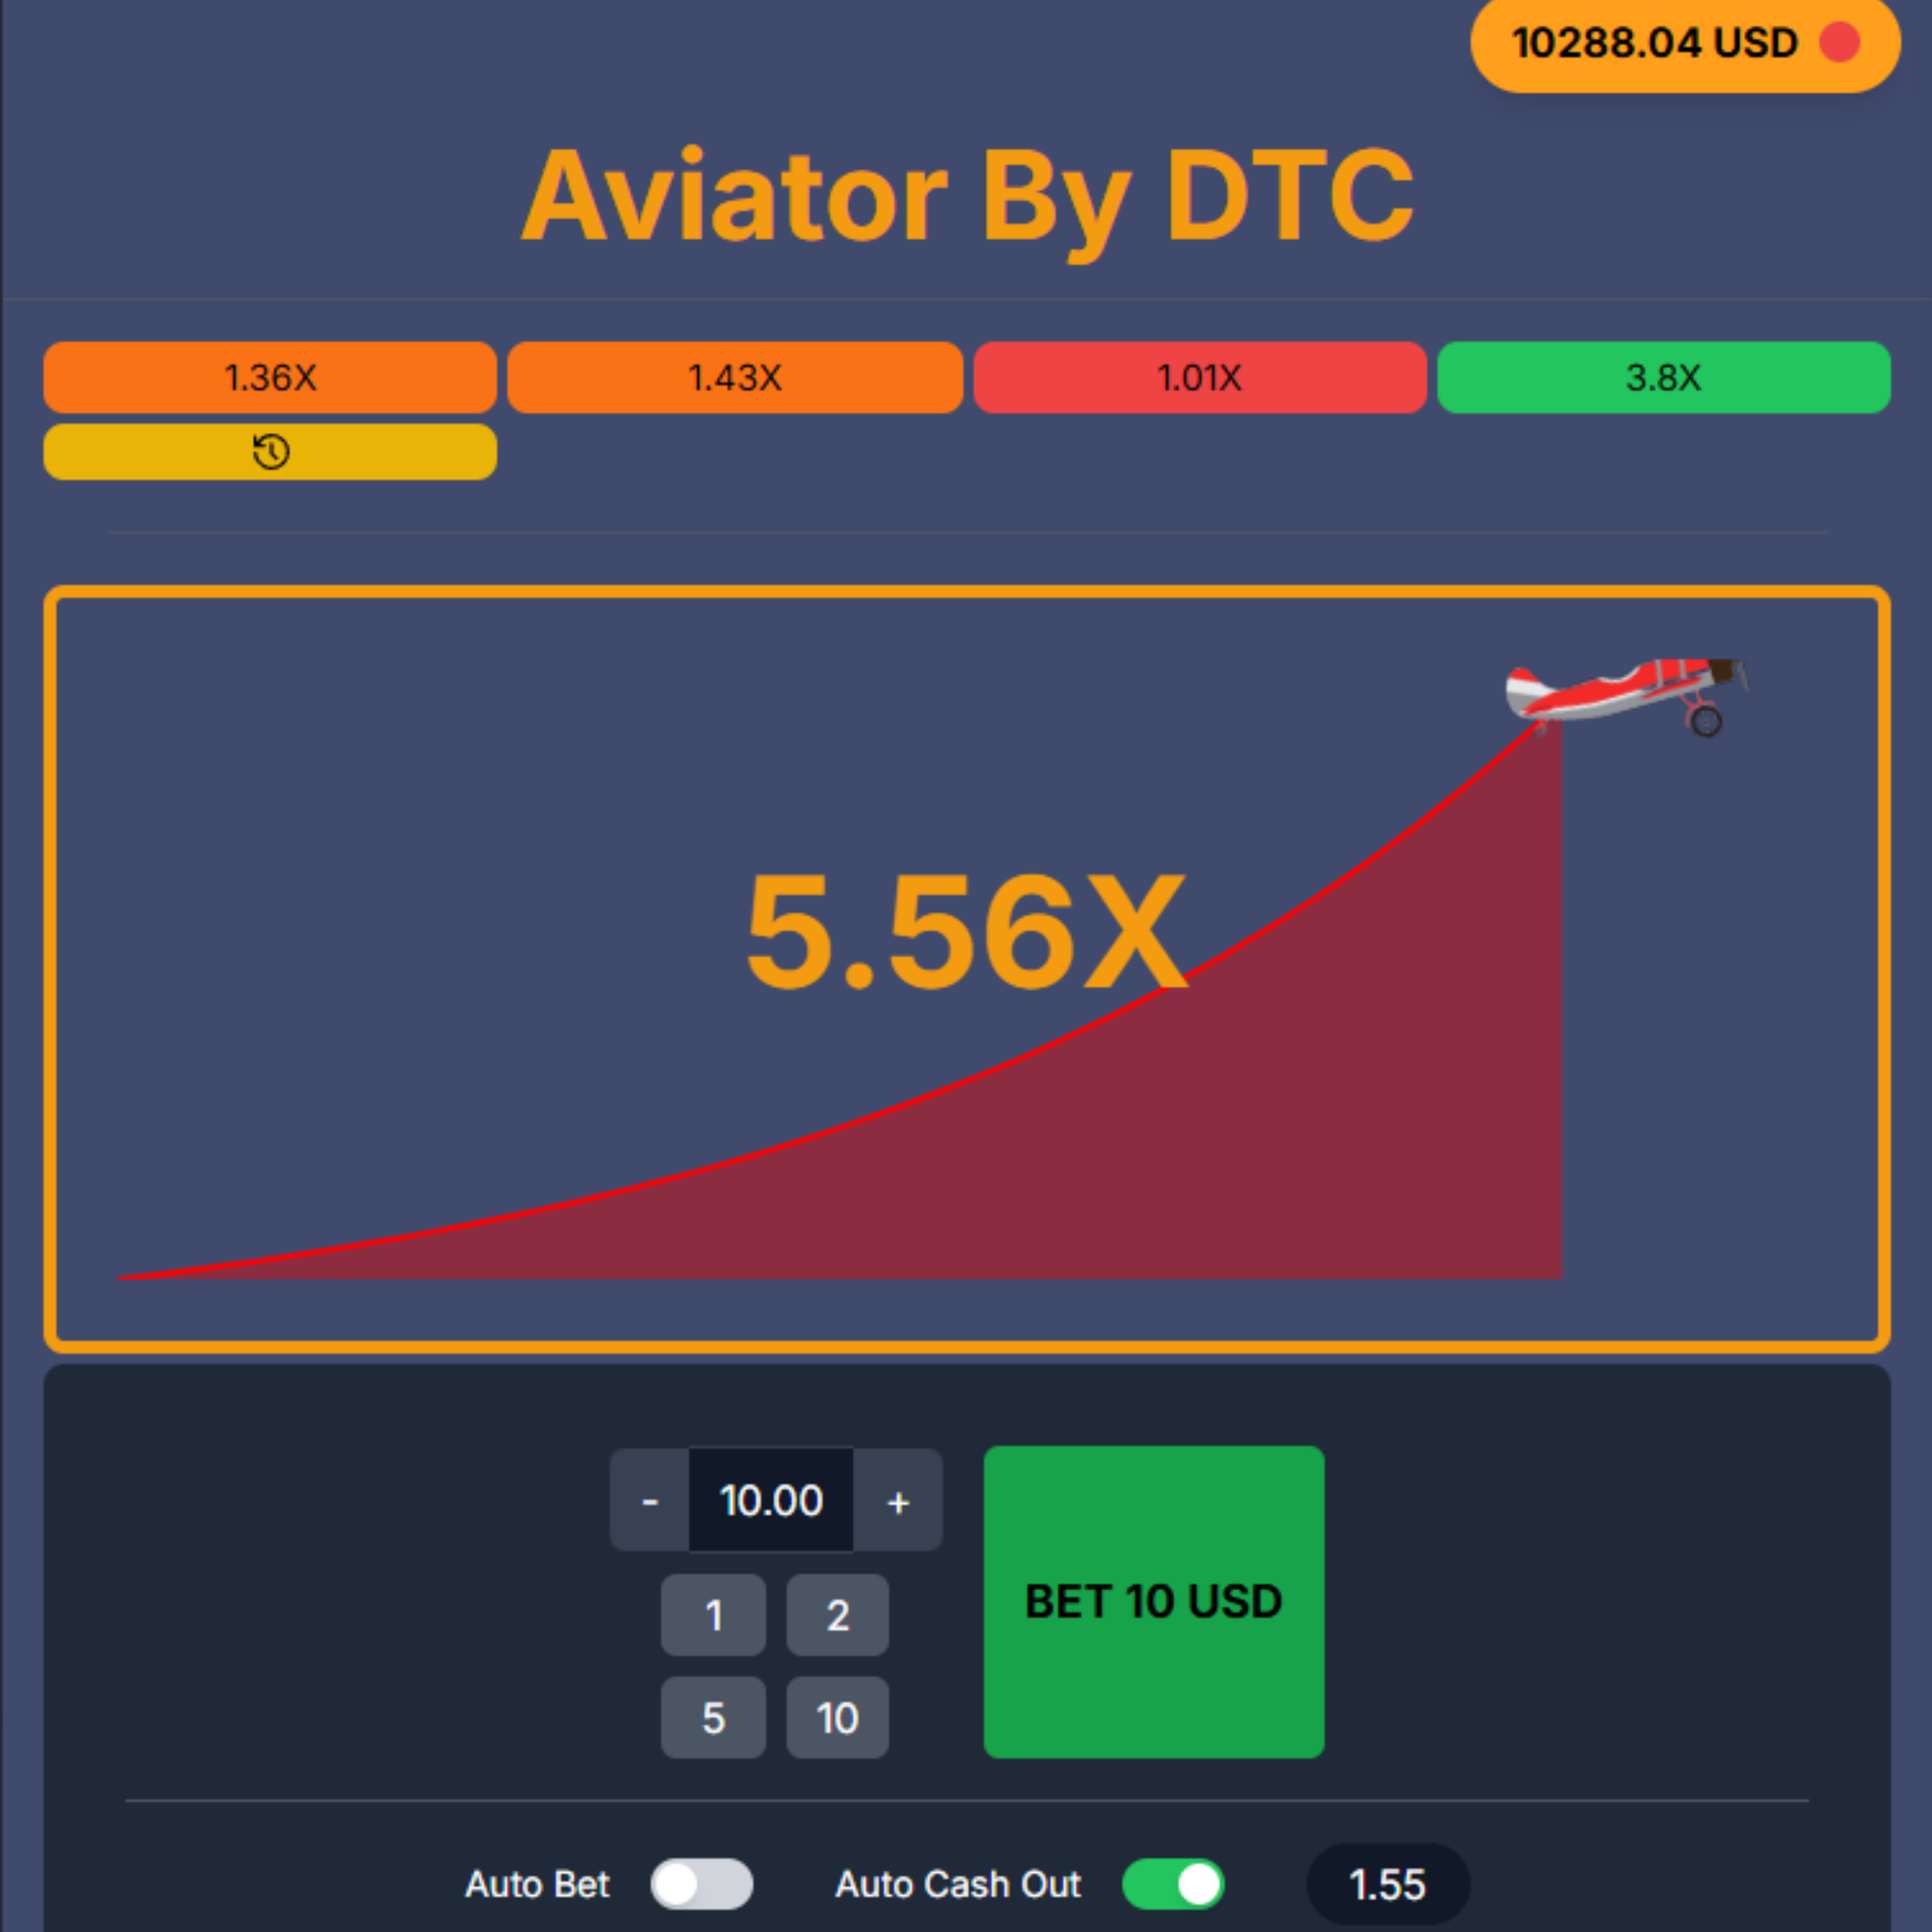 10288.04 USD
Aviator By DTC
1.36X 1.43X 1.01X 3.8X
5.56X
- 10.00 +
BET 10 USD
1 2
5 10
Auto Bet Auto Cash Out 1.55